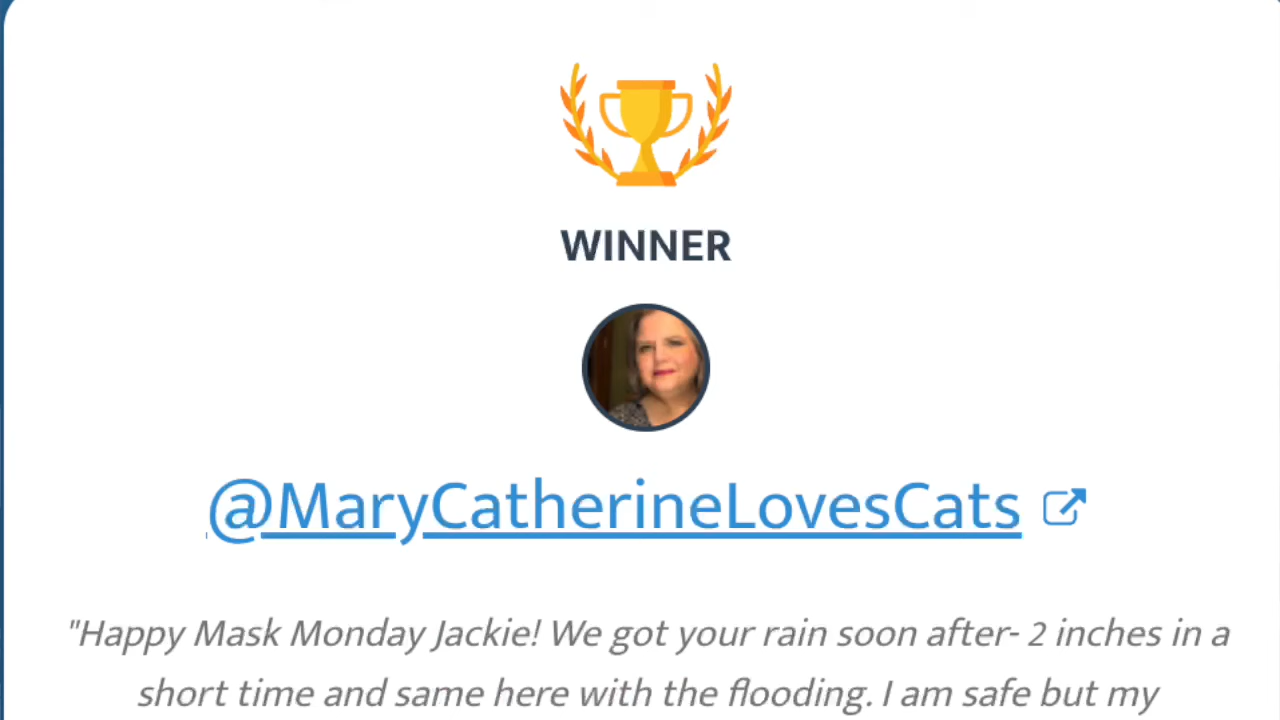 WINNER
@MaryCatherineLovesCats
"Happy Mask Monday Jackie! We got your rain soon after- 2 inches in a
short time and same here with the flooding. I am safe but my